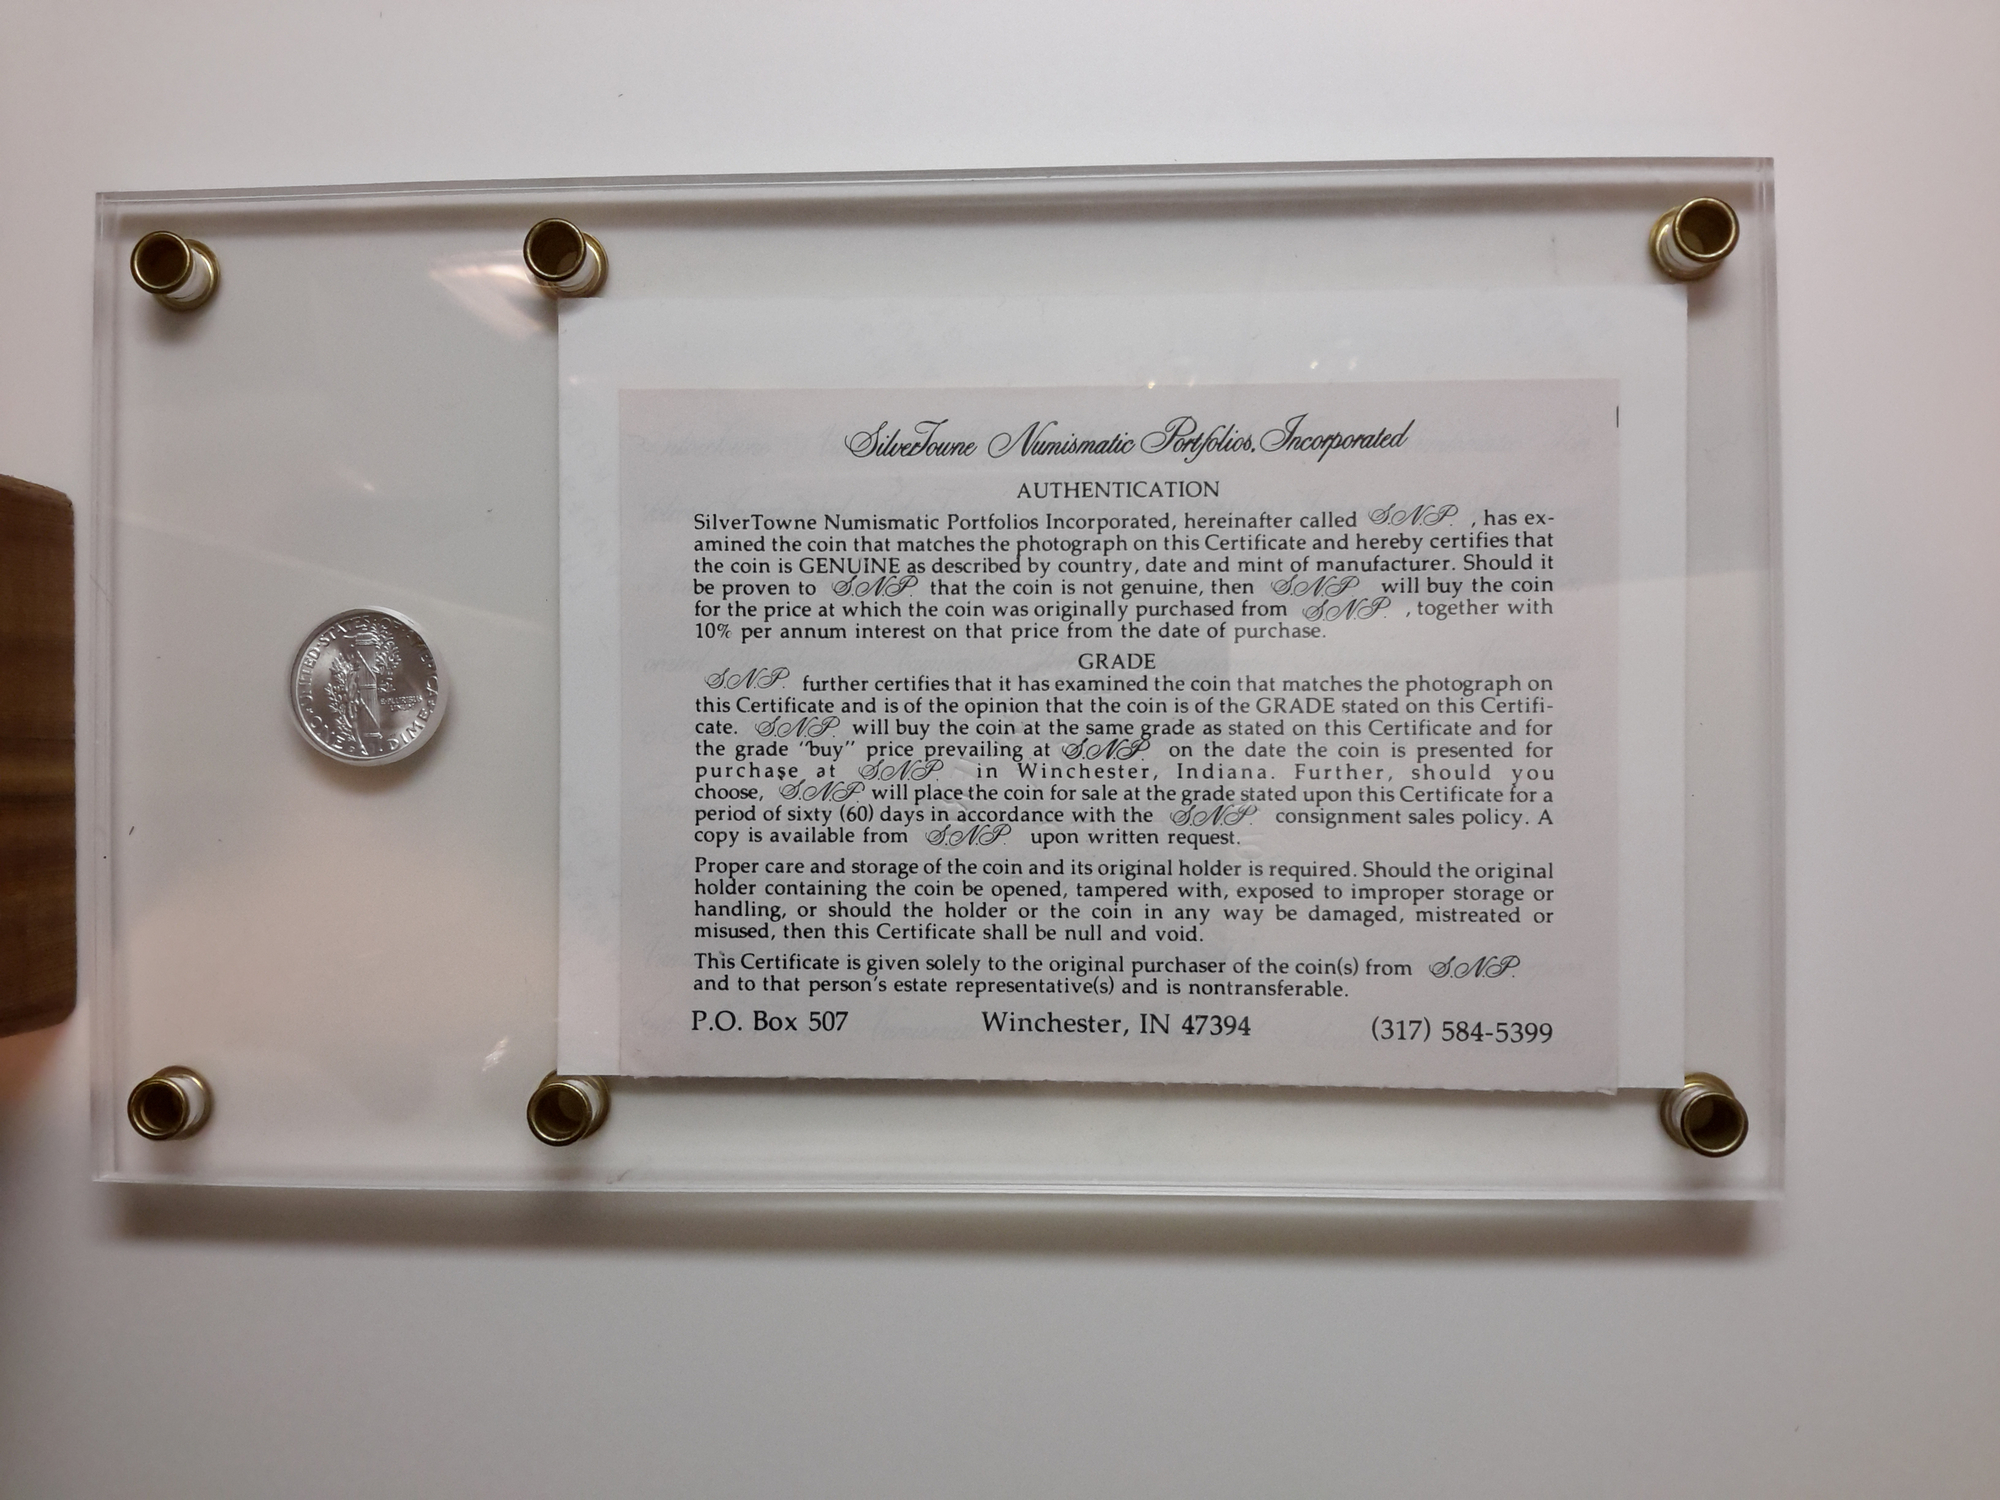 UNITED·STATES·OF·AMERICA
E·PLURIBUS
UNUM
ONE·DIME
SilverTowne Numismatic Portfolios, Incorporated
AUTHENTICATION
SilverTowne Numismatic Portfolios Incorporated, hereinafter called S.N.P. , has ex-
amined the coin that matches the photograph on this Certificate and hereby certifies that
the coin is GENUINE as described by country, date and mint of manufacturer. Should it
be proven to S.N.P. that the coin is not genuine, then S.N.P. will buy the coin
for the price at which the coin was originally purchased from S.N.P. , together with
10% per annum interest on that price from the date of purchase.
GRADE
S.N.P. further certifies that it has examined the coin that matches the photograph on
this Certificate and is of the opinion that the coin is of the GRADE stated on this Certifi-
cate. S.N.P. will buy the coin at the same grade as stated on this Certificate and for
the grade "buy" price prevailing at S.N.P. on the date the coin is presented for
purchase at S.N.P. in Winchester, Indiana. Further, should you
choose, S.N.P. will place the coin for sale at the grade stated upon this Certificate for a
period of sixty (60) days in accordance with the S.N.P. consignment sales policy. A
copy is available from S.N.P. upon written request.
Proper care and storage of the coin and its original holder is required. Should the original
holder containing the coin be opened, tampered with, exposed to improper storage or
handling, or should the holder or the coin in any way be damaged, mistreated or
misused, then this Certificate shall be null and void.
This Certificate is given solely to the original purchaser of the coin(s) from S.N.P.
and to that person's estate representative(s) and is nontransferable.
P.O. Box 507 Winchester, IN 47394 (317) 584-5399